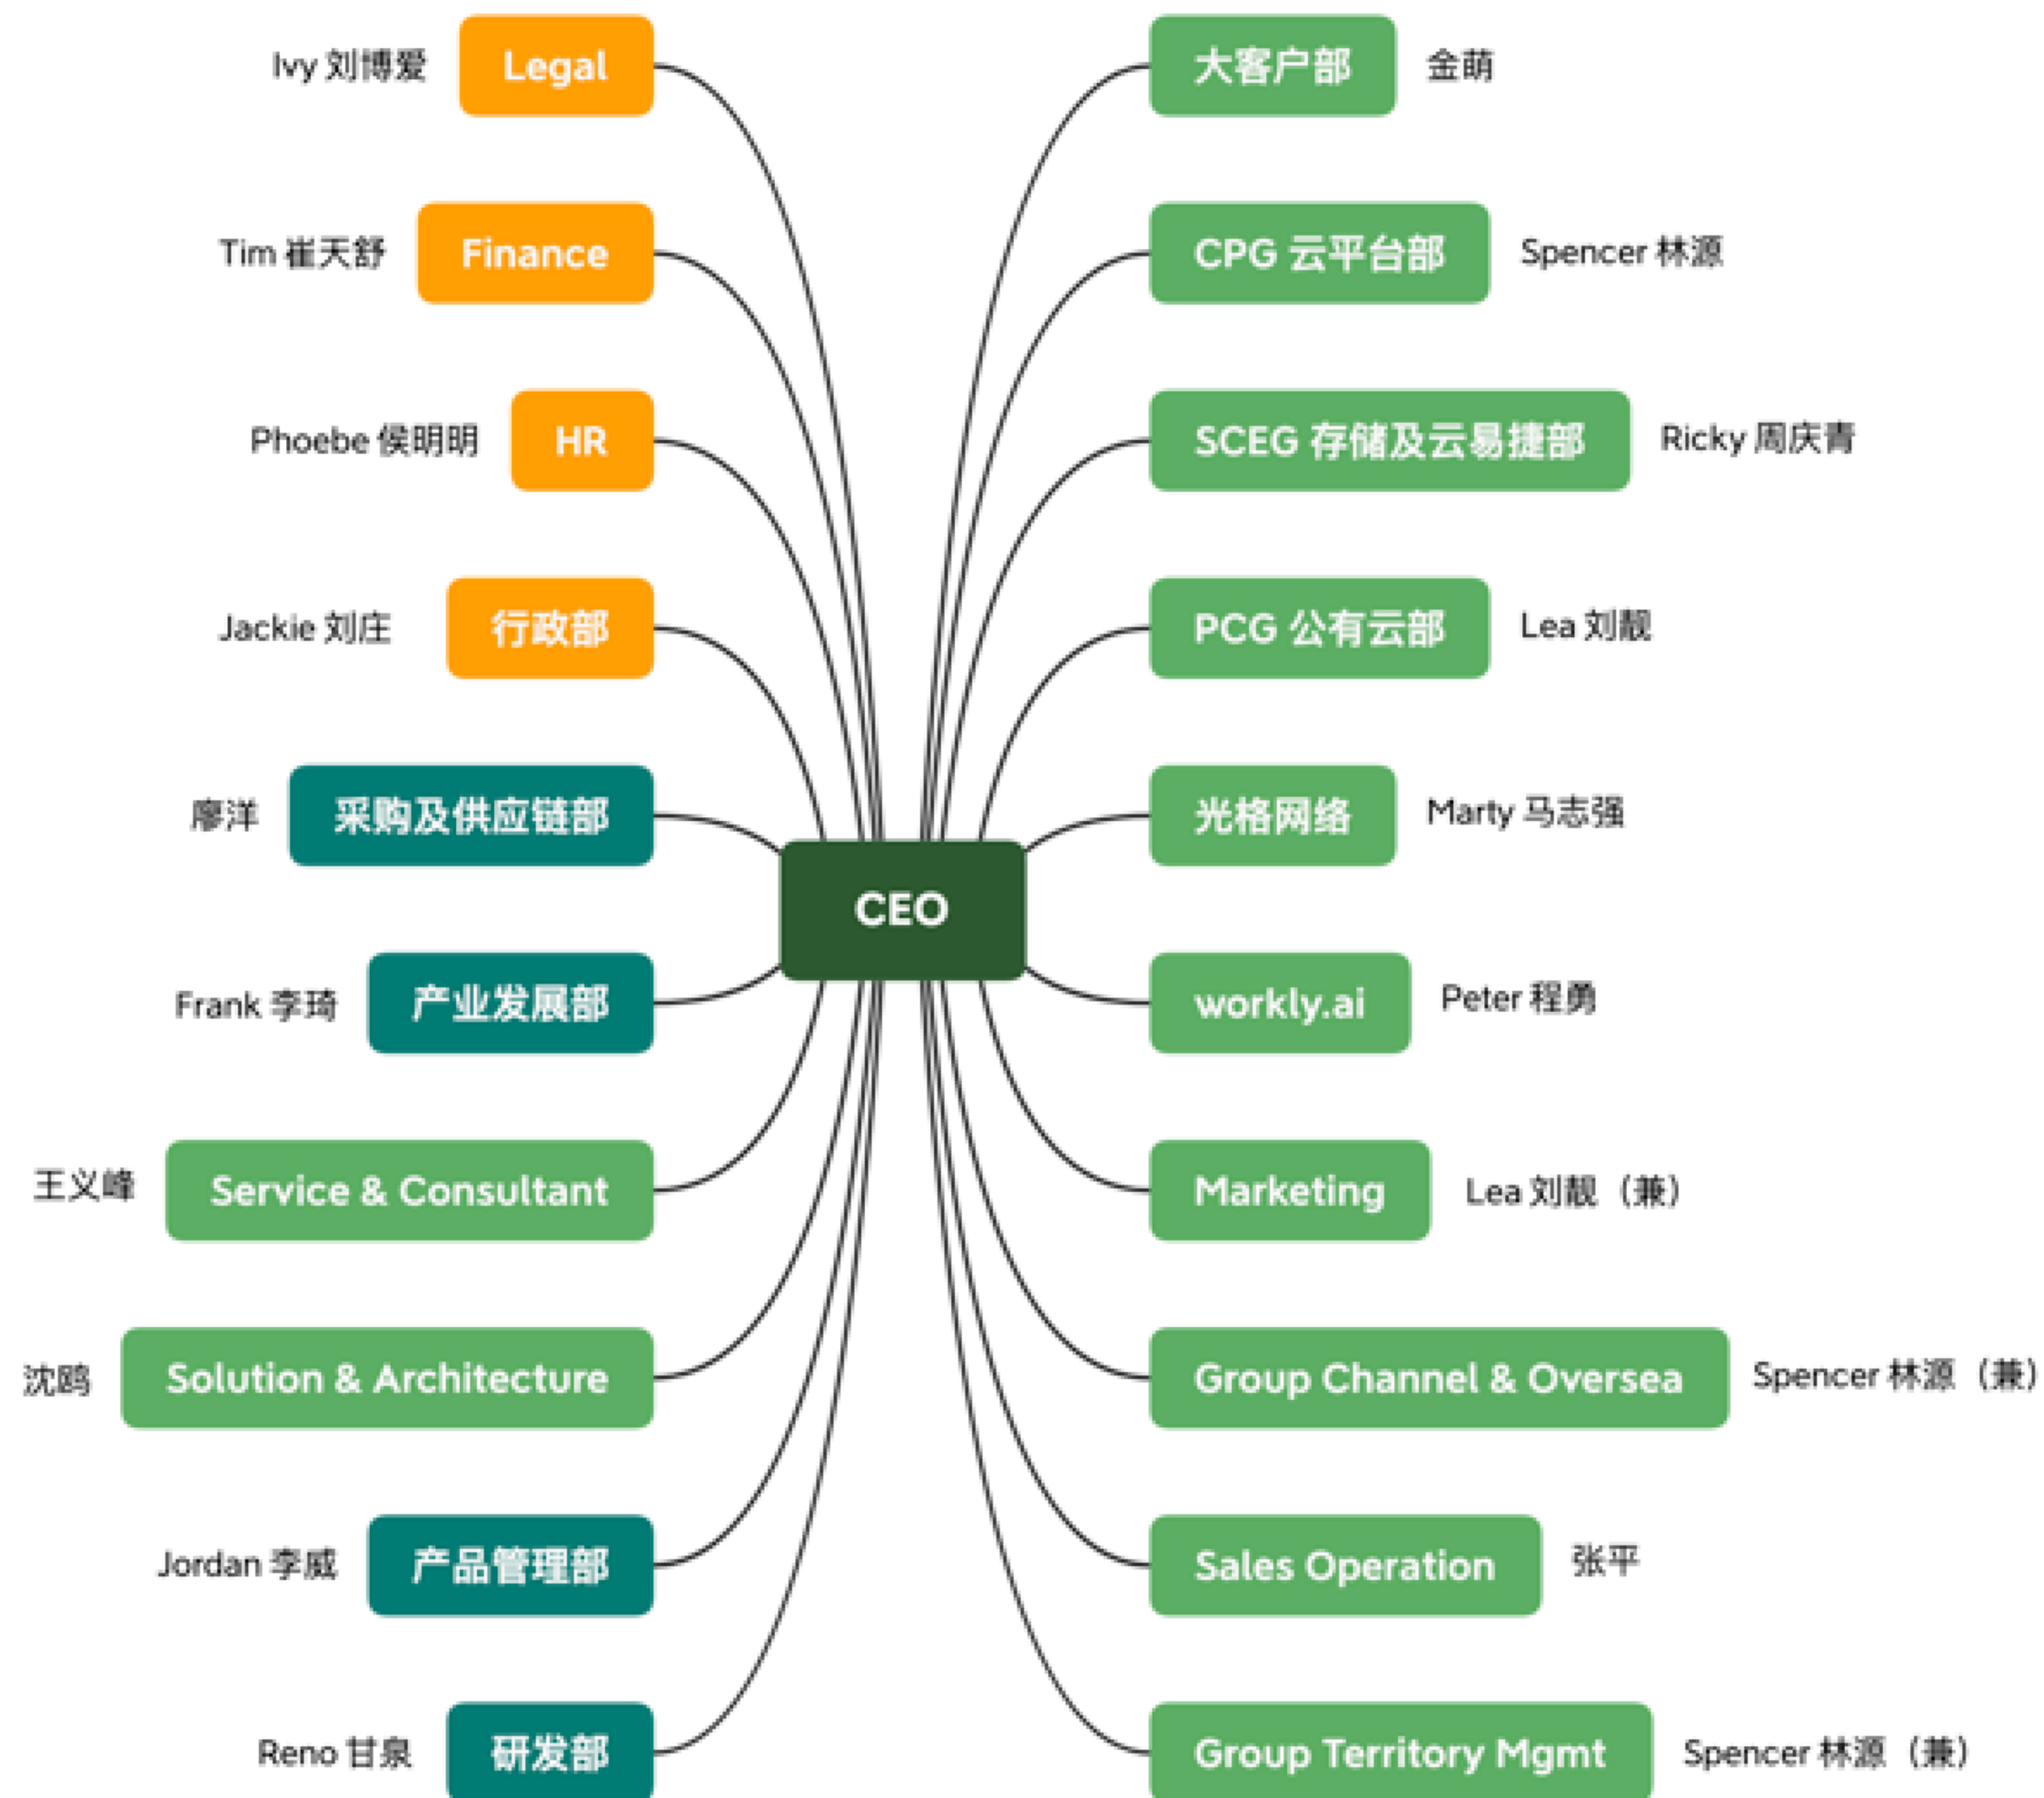 Ivy 刘博爱
Legal
Tim 崔天舒
Finance
Phoebe 侯明明
HR
Jackie 刘庄
行政部
廖洋
采购及供应链部
Frank 李琦
产业发展部
王义峰
Service & Consultant
沈鸥
Solution & Architecture
Jordan 李威
产品管理部
Reno 甘泉
研发部
CEO
大客户部
金萌
CPG 云平台部
Spencer 林源
SCEG 存储及云易捷部
Ricky 周庆青
PCG 公有云部
Lea 刘靓
光格网络
Marty 马志强
workly.ai
Peter 程勇
Marketing
Lea 刘靓（兼）
Group Channel & Oversea
Spencer 林源（兼）
Sales Operation
张平
Group Territory Mgmt
Spencer 林源（兼）